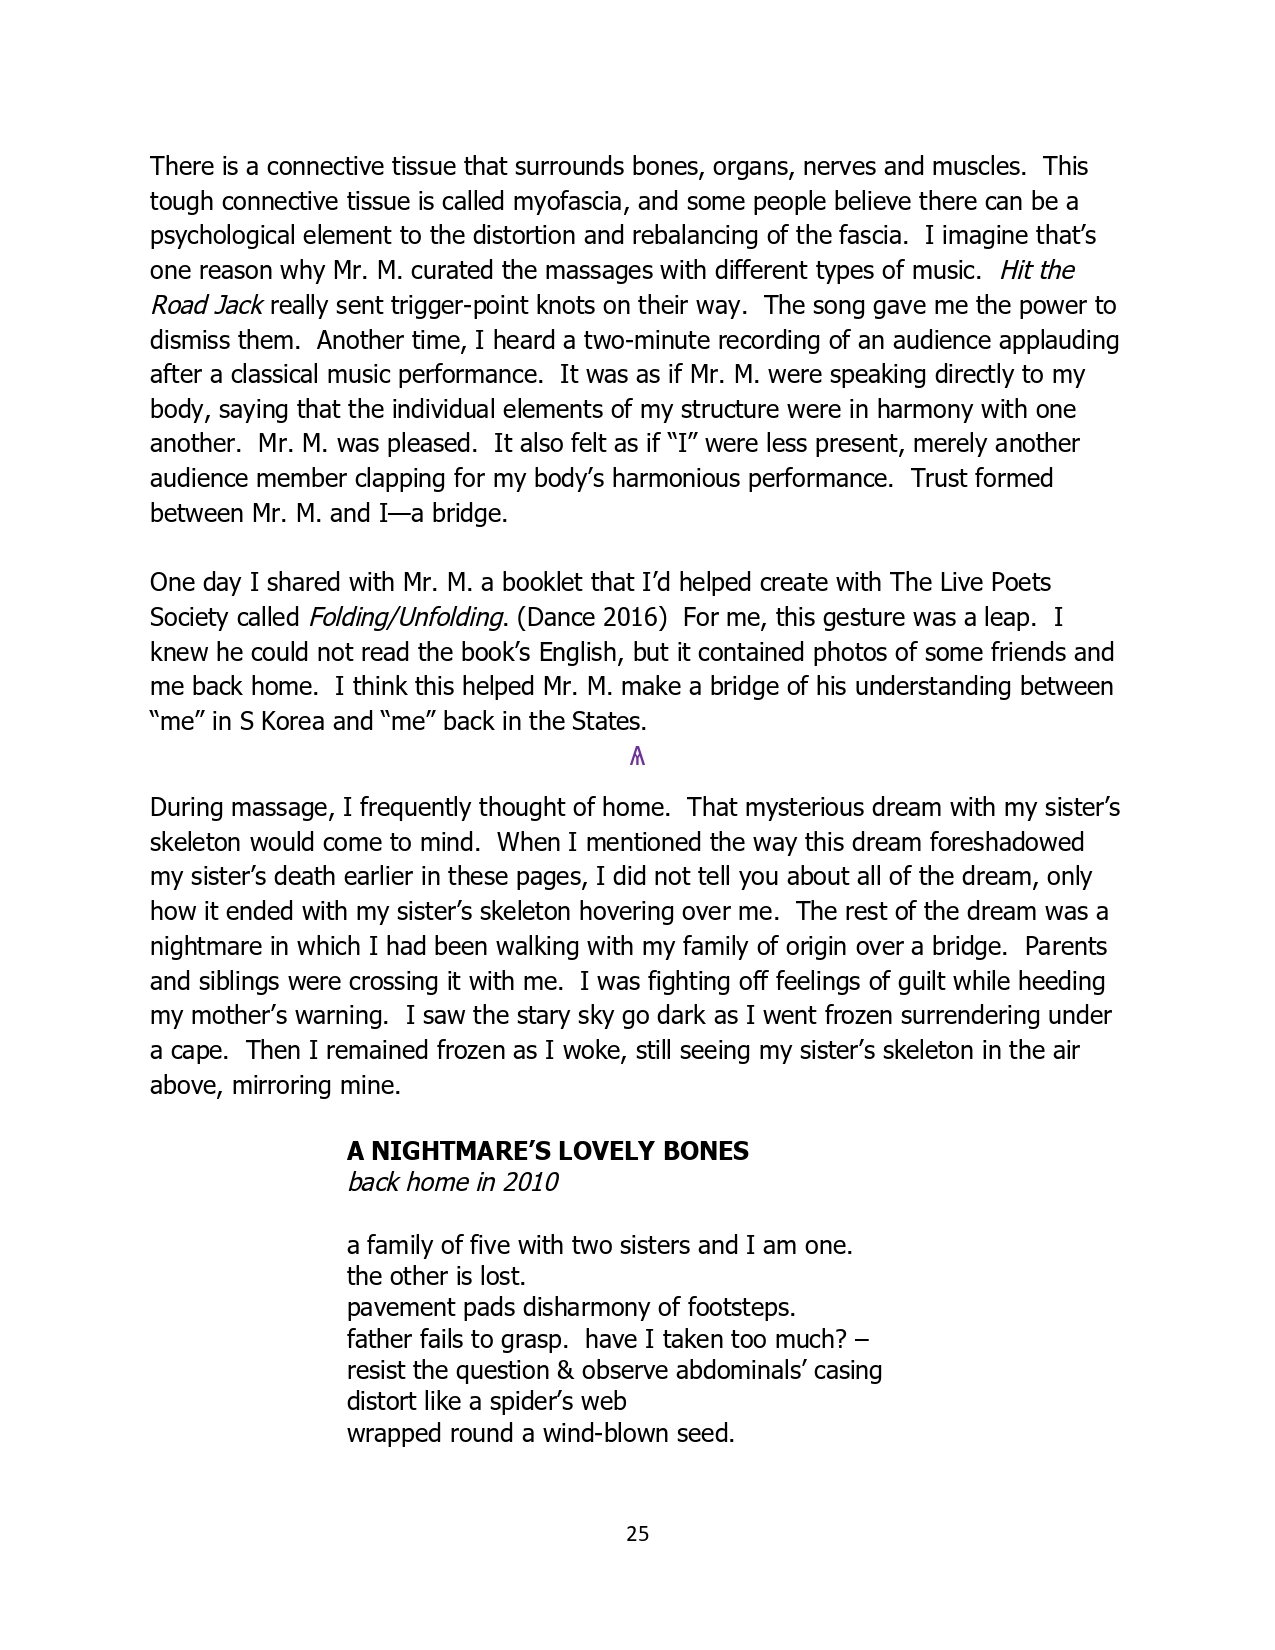 There is a connective tissue that surrounds bones, organs, nerves and muscles.  This
tough connective tissue is called myofascia, and some people believe there can be a
psychological element to the distortion and rebalancing of the fascia.  I imagine that’s
one reason why Mr. M. curated the massages with different types of music.  Hit the
Road Jack really sent trigger-point knots on their way.  The song gave me the power to
dismiss them.  Another time, I heard a two-minute recording of an audience applauding
after a classical music performance.  It was as if Mr. M. were speaking directly to my
body, saying that the individual elements of my structure were in harmony with one
another.  Mr. M. was pleased.  It also felt as if “I” were less present, merely another
audience member clapping for my body’s harmonious performance.  Trust formed
between Mr. M. and I—a bridge.
One day I shared with Mr. M. a booklet that I’d helped create with The Live Poets
Society called Folding/Unfolding. (Dance 2016)  For me, this gesture was a leap.  I
knew he could not read the book’s English, but it contained photos of some friends and
me back home.  I think this helped Mr. M. make a bridge of his understanding between
“me” in S Korea and “me” back in the States.
During massage, I frequently thought of home.  That mysterious dream with my sister’s
skeleton would come to mind.  When I mentioned the way this dream foreshadowed
my sister’s death earlier in these pages, I did not tell you about all of the dream, only
how it ended with my sister’s skeleton hovering over me.  The rest of the dream was a
nightmare in which I had been walking with my family of origin over a bridge.  Parents
and siblings were crossing it with me.  I was fighting off feelings of guilt while heeding
my mother’s warning.  I saw the stary sky go dark as I went frozen surrendering under
a cape.  Then I remained frozen as I woke, still seeing my sister’s skeleton in the air
above, mirroring mine.
A NIGHTMARE’S LOVELY BONES
back home in 2010
a family of five with two sisters and I am one.
the other is lost.
pavement pads disharmony of footsteps.
father fails to grasp.  have I taken too much? –
resist the question & observe abdominals’ casing
distort like a spider’s web
wrapped round a wind-blown seed.
25